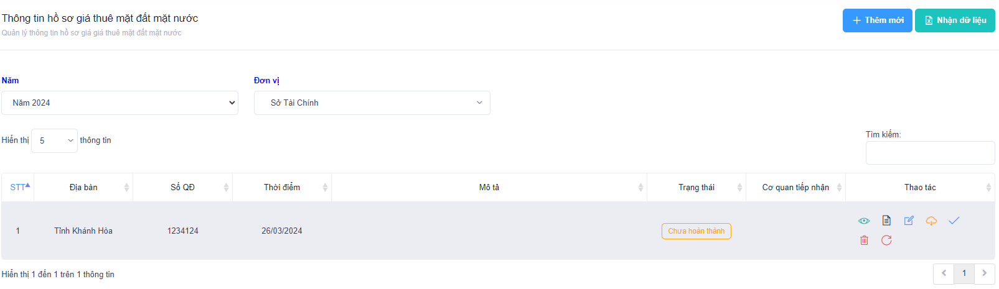 Thông tin hồ sơ giá thuê mặt đất mặt nước
Quản lý thông tin hồ sơ giá giá thuê mặt đất mặt nước
Thêm mới
Nhận dữ liệu
Năm
Đơn vị
Năm 2024
Sở Tài Chính
Hiển thị 5 thông tin
Tìm kiếm:
STT Địa bàn Số QĐ Thời điểm Mô tả Trạng thái Cơ quan tiếp nhận Thao tác
1 Tỉnh Khánh Hòa 1234124 26/03/2024 Chưa hoàn thành
Hiển thị 1 đến 1 trên 1 thông tin
1